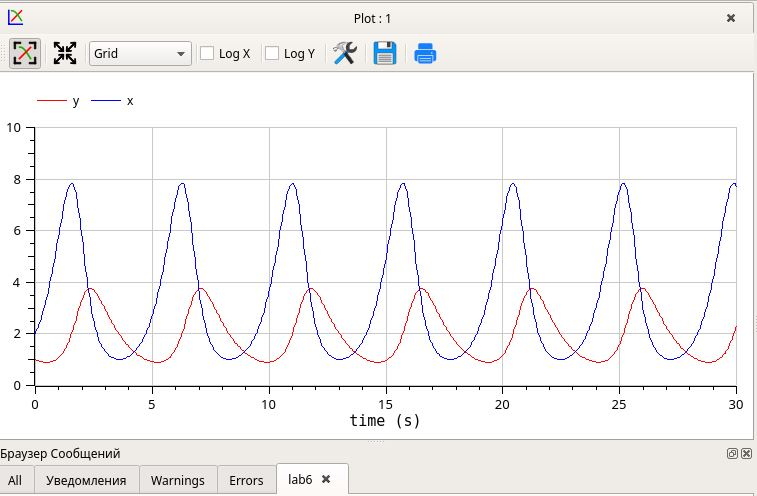 Plot : 1
Grid Log X Log Y
y x
10
8
6
4
2
0
0 5 10 15 20 25 30
time (s)
Браузер Сообщений
All Уведомления Warnings Errors lab6